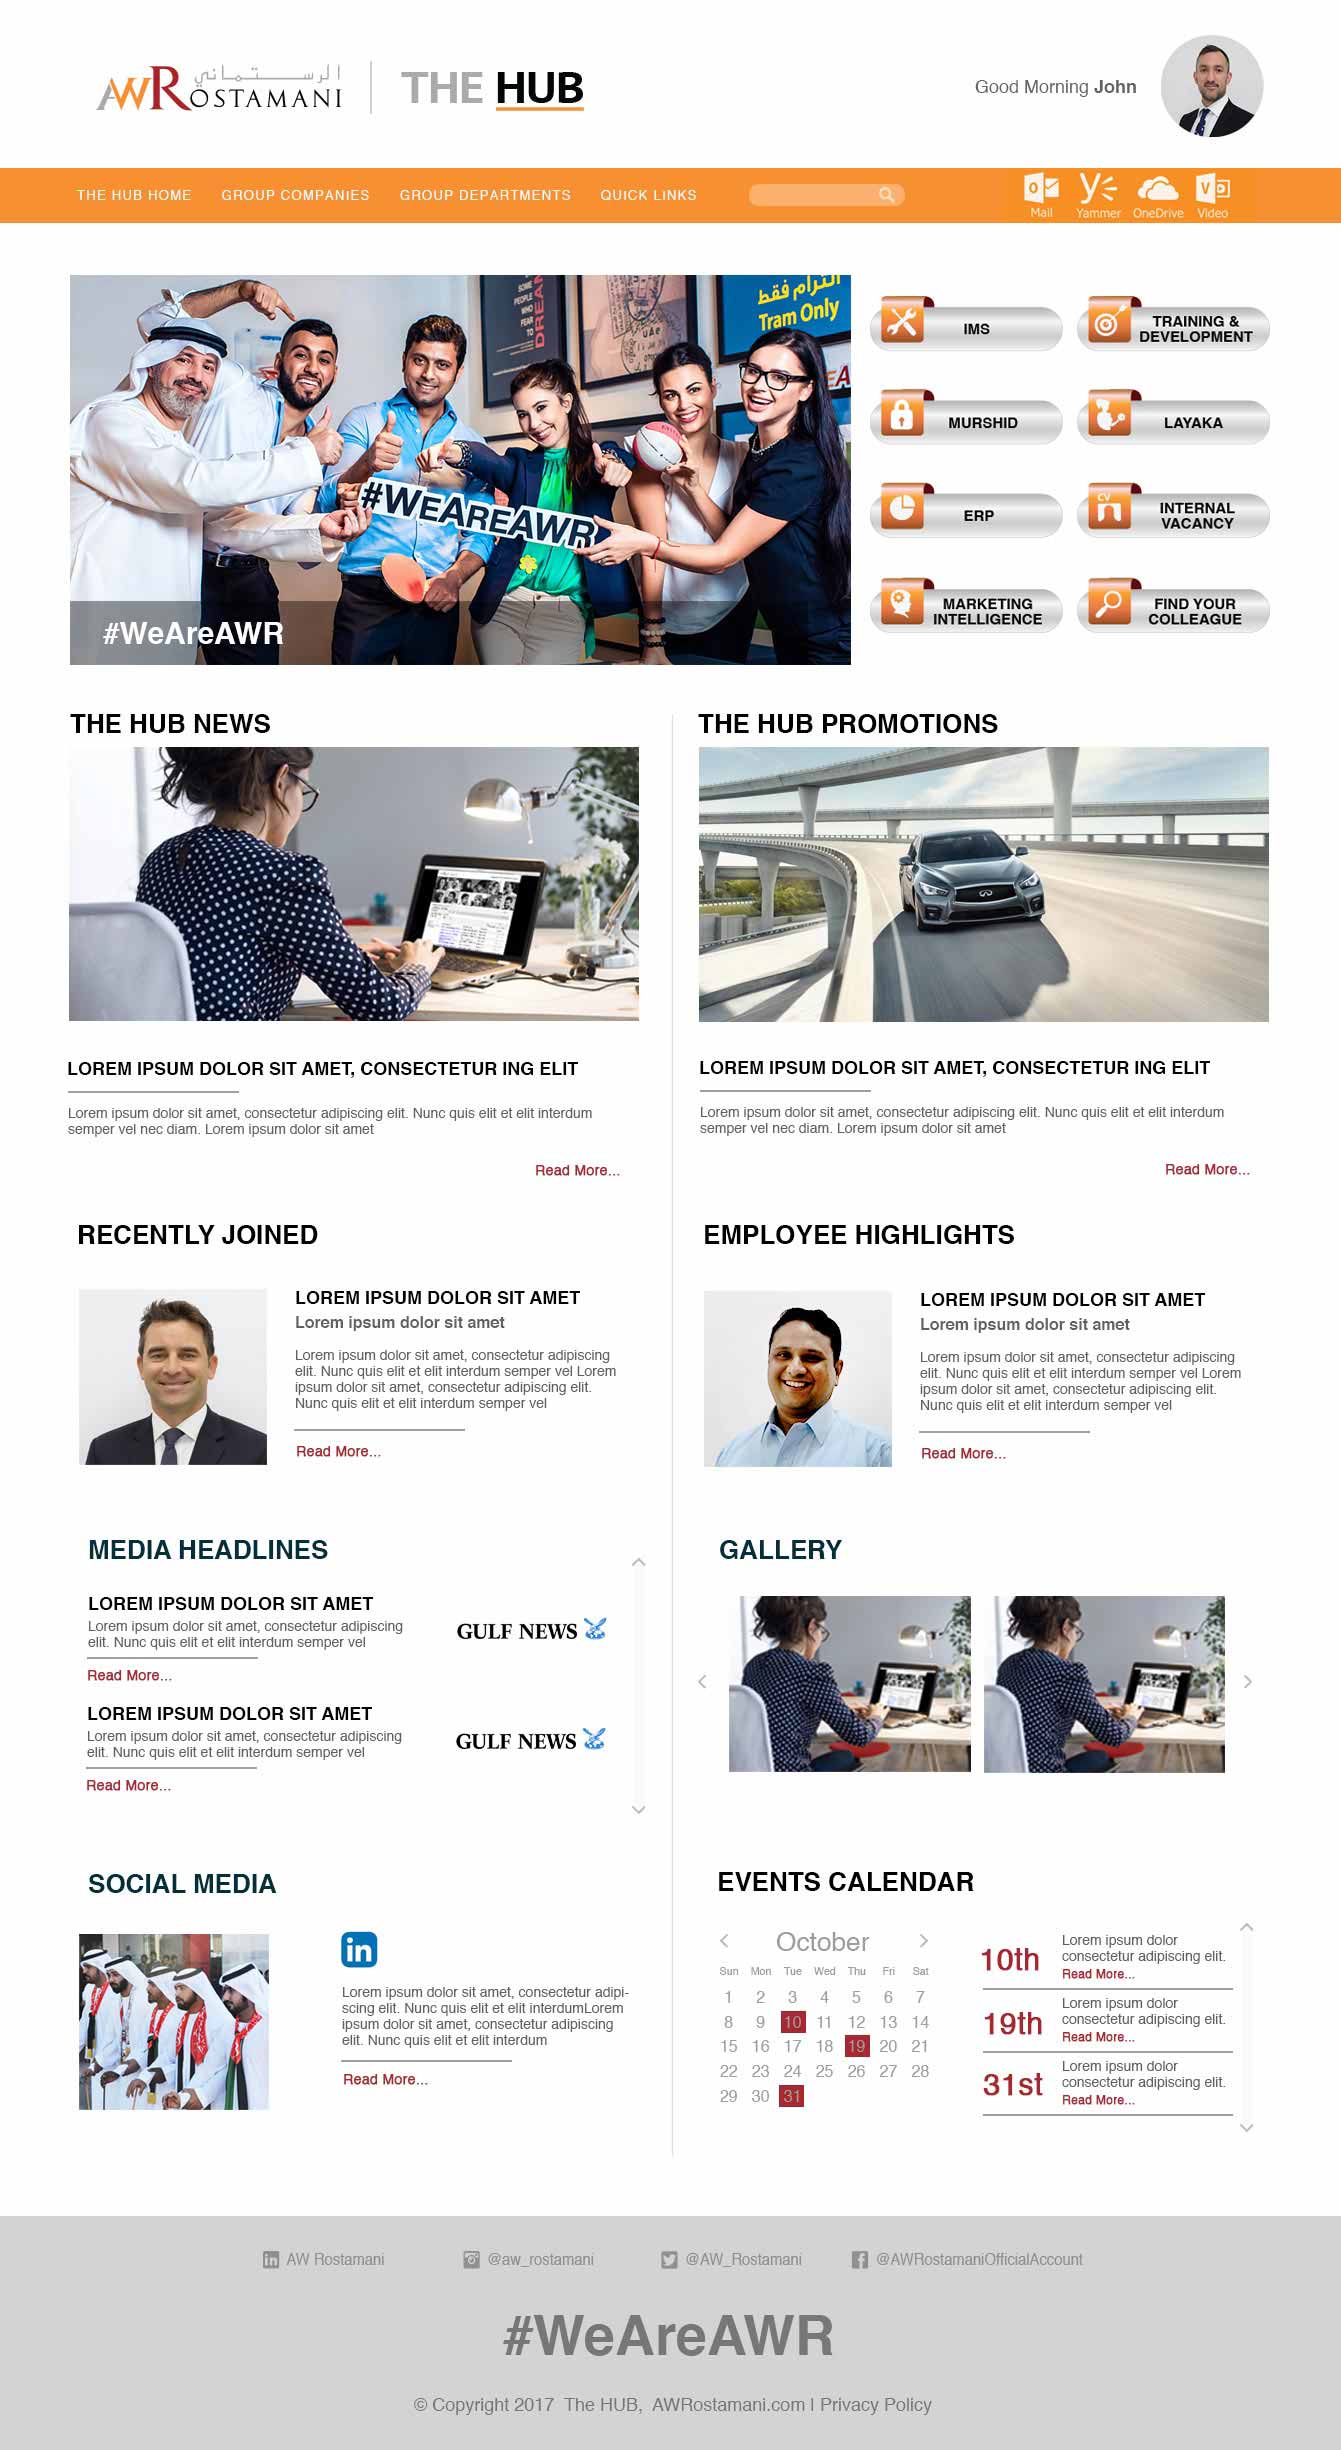 الرستماني
AWROSTAMANI
THE HUB
Good Morning John
THE HUB HOME
GROUP COMPANIES
GROUP DEPARTMENTS
QUICK LINKS
Mail
Yammer
OneDrive
Video
SOME
PEOPLE
WHO
DREAM
الترام فقط
Tram Only
#WEAREAWR
#WeAreAWR
IMS
TRAINING &
DEVELOPMENT
MURSHID
LAYAKA
ERP
CV
INTERNAL
VACANCY
MARKETING
INTELLIGENCE
FIND YOUR
COLLEAGUE
THE HUB NEWS
LOREM IPSUM DOLOR SIT AMET, CONSECTETUR ING ELIT
Lorem ipsum dolor sit amet, consectetur adipiscing elit. Nunc quis elit et elit interdum
semper vel nec diam. Lorem ipsum dolor sit amet
Read More...
THE HUB PROMOTIONS
LOREM IPSUM DOLOR SIT AMET, CONSECTETUR ING ELIT
Lorem ipsum dolor sit amet, consectetur adipiscing elit. Nunc quis elit et elit interdum
semper vel nec diam. Lorem ipsum dolor sit amet
Read More...
RECENTLY JOINED
LOREM IPSUM DOLOR SIT AMET
Lorem ipsum dolor sit amet
Lorem ipsum dolor sit amet, consectetur adipiscing
elit. Nunc quis elit et elit interdum semper vel Lorem
ipsum dolor sit amet, consectetur adipiscing elit.
Nunc quis elit et elit interdum semper vel
Read More...
EMPLOYEE HIGHLIGHTS
LOREM IPSUM DOLOR SIT AMET
Lorem ipsum dolor sit amet
Lorem ipsum dolor sit amet, consectetur adipiscing
elit. Nunc quis elit et elit interdum semper vel Lorem
ipsum dolor sit amet, consectetur adipiscing elit.
Nunc quis elit et elit interdum semper vel
Read More...
MEDIA HEADLINES
LOREM IPSUM DOLOR SIT AMET
Lorem ipsum dolor sit amet, consectetur adipiscing
elit. Nunc quis elit et elit interdum semper vel
Read More...
GULF NEWS
LOREM IPSUM DOLOR SIT AMET
Lorem ipsum dolor sit amet, consectetur adipiscing
elit. Nunc quis elit et elit interdum semper vel
Read More...
GULF NEWS
GALLERY
SOCIAL MEDIA
in
Lorem ipsum dolor sit amet, consectetur adipi-
scing elit. Nunc quis elit et elit interdumLorem
ipsum dolor sit amet, consectetur adipiscing
elit. Nunc quis elit et elit interdum
Read More...
EVENTS CALENDAR
October
Sun Mon Tue Wed Thu Fri Sat
1 2 3 4 5 6 7
8 9 10 11 12 13 14
15 16 17 18 19 20 21
22 23 24 25 26 27 28
29 30 31
10th
Lorem ipsum dolor
consectetur adipiscing elit.
Read More...
19th
Lorem ipsum dolor
consectetur adipiscing elit.
Read More...
31st
Lorem ipsum dolor
consectetur adipiscing elit.
Read More...
in AW Rostamani
@aw_rostamani
@AW_Rostamani
@AWRostamaniOfficialAccount
#WeAreAWR
© Copyright 2017 The HUB, AWRostamani.com | Privacy Policy